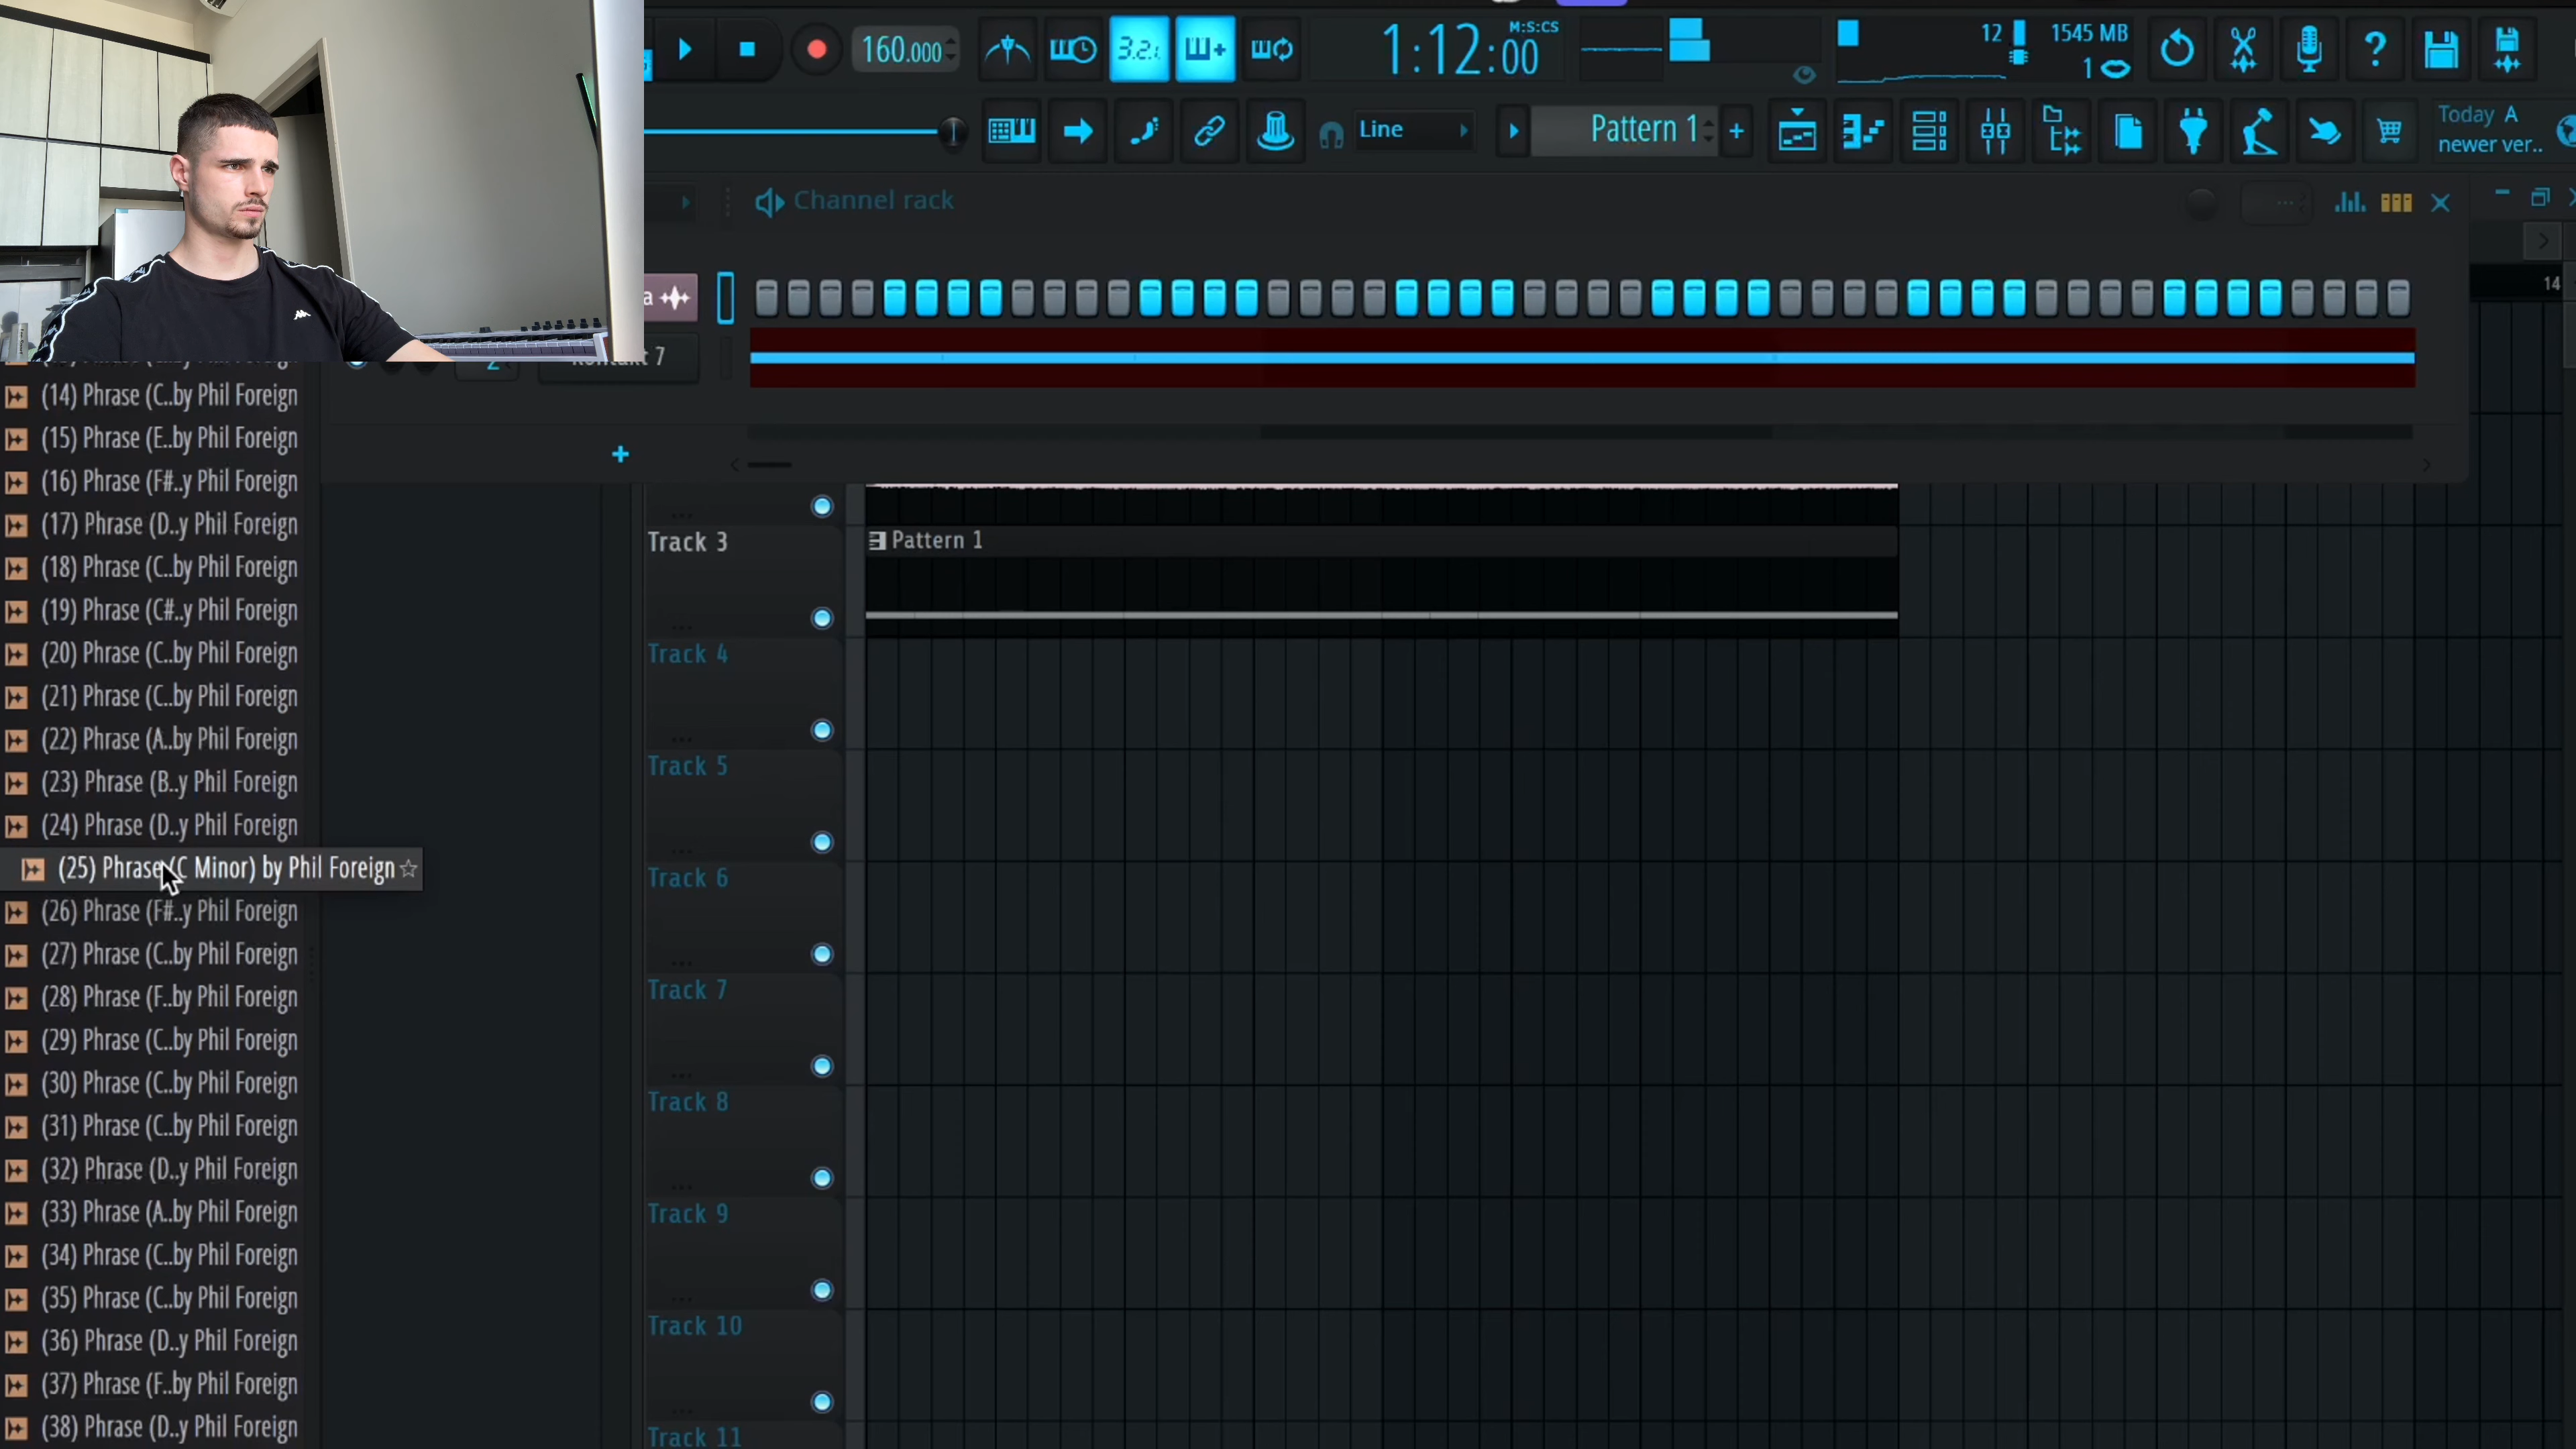 160.000
3.2.
1:12:00
M:S:CS
12
1545 MB
1
Line
Pattern 1
Today A
newer ver..
Channel rack
a
14
2
7
(14) Phrase (C..by Phil Foreign
(15) Phrase (E..by Phil Foreign
(16) Phrase (F#..y Phil Foreign
(17) Phrase (D..y Phil Foreign
(18) Phrase (C..by Phil Foreign
(19) Phrase (C#..y Phil Foreign
(20) Phrase (C..by Phil Foreign
(21) Phrase (C..by Phil Foreign
(22) Phrase (A..by Phil Foreign
(23) Phrase (B..y Phil Foreign
(24) Phrase (D..y Phil Foreign
(25) Phrase (C Minor) by Phil Foreign
(26) Phrase (F#..y Phil Foreign
(27) Phrase (C..by Phil Foreign
(28) Phrase (F..by Phil Foreign
(29) Phrase (C..by Phil Foreign
(30) Phrase (C..by Phil Foreign
(31) Phrase (C..by Phil Foreign
(32) Phrase (D..y Phil Foreign
(33) Phrase (A..by Phil Foreign
(34) Phrase (C..by Phil Foreign
(35) Phrase (C..by Phil Foreign
(36) Phrase (D..y Phil Foreign
(37) Phrase (F..by Phil Foreign
(38) Phrase (D..y Phil Foreign
Track 3
Pattern 1
Track 4
Track 5
Track 6
Track 7
Track 8
Track 9
Track 10
Track 11